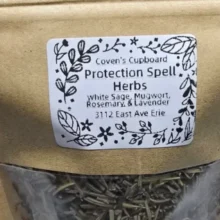 Coven's Cupboard
Protection Spell
Herbs
White Sage, Mugwort,
Rosemary, & Lavender
3112 East Ave Erie